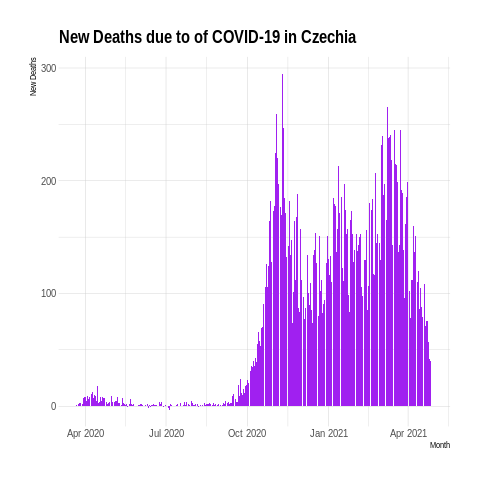 New Deaths due to of COVID-19 in Czechia
New Deaths
300
200
100
0
Apr 2020 Jul 2020 Oct 2020 Jan 2021 Apr 2021
Month